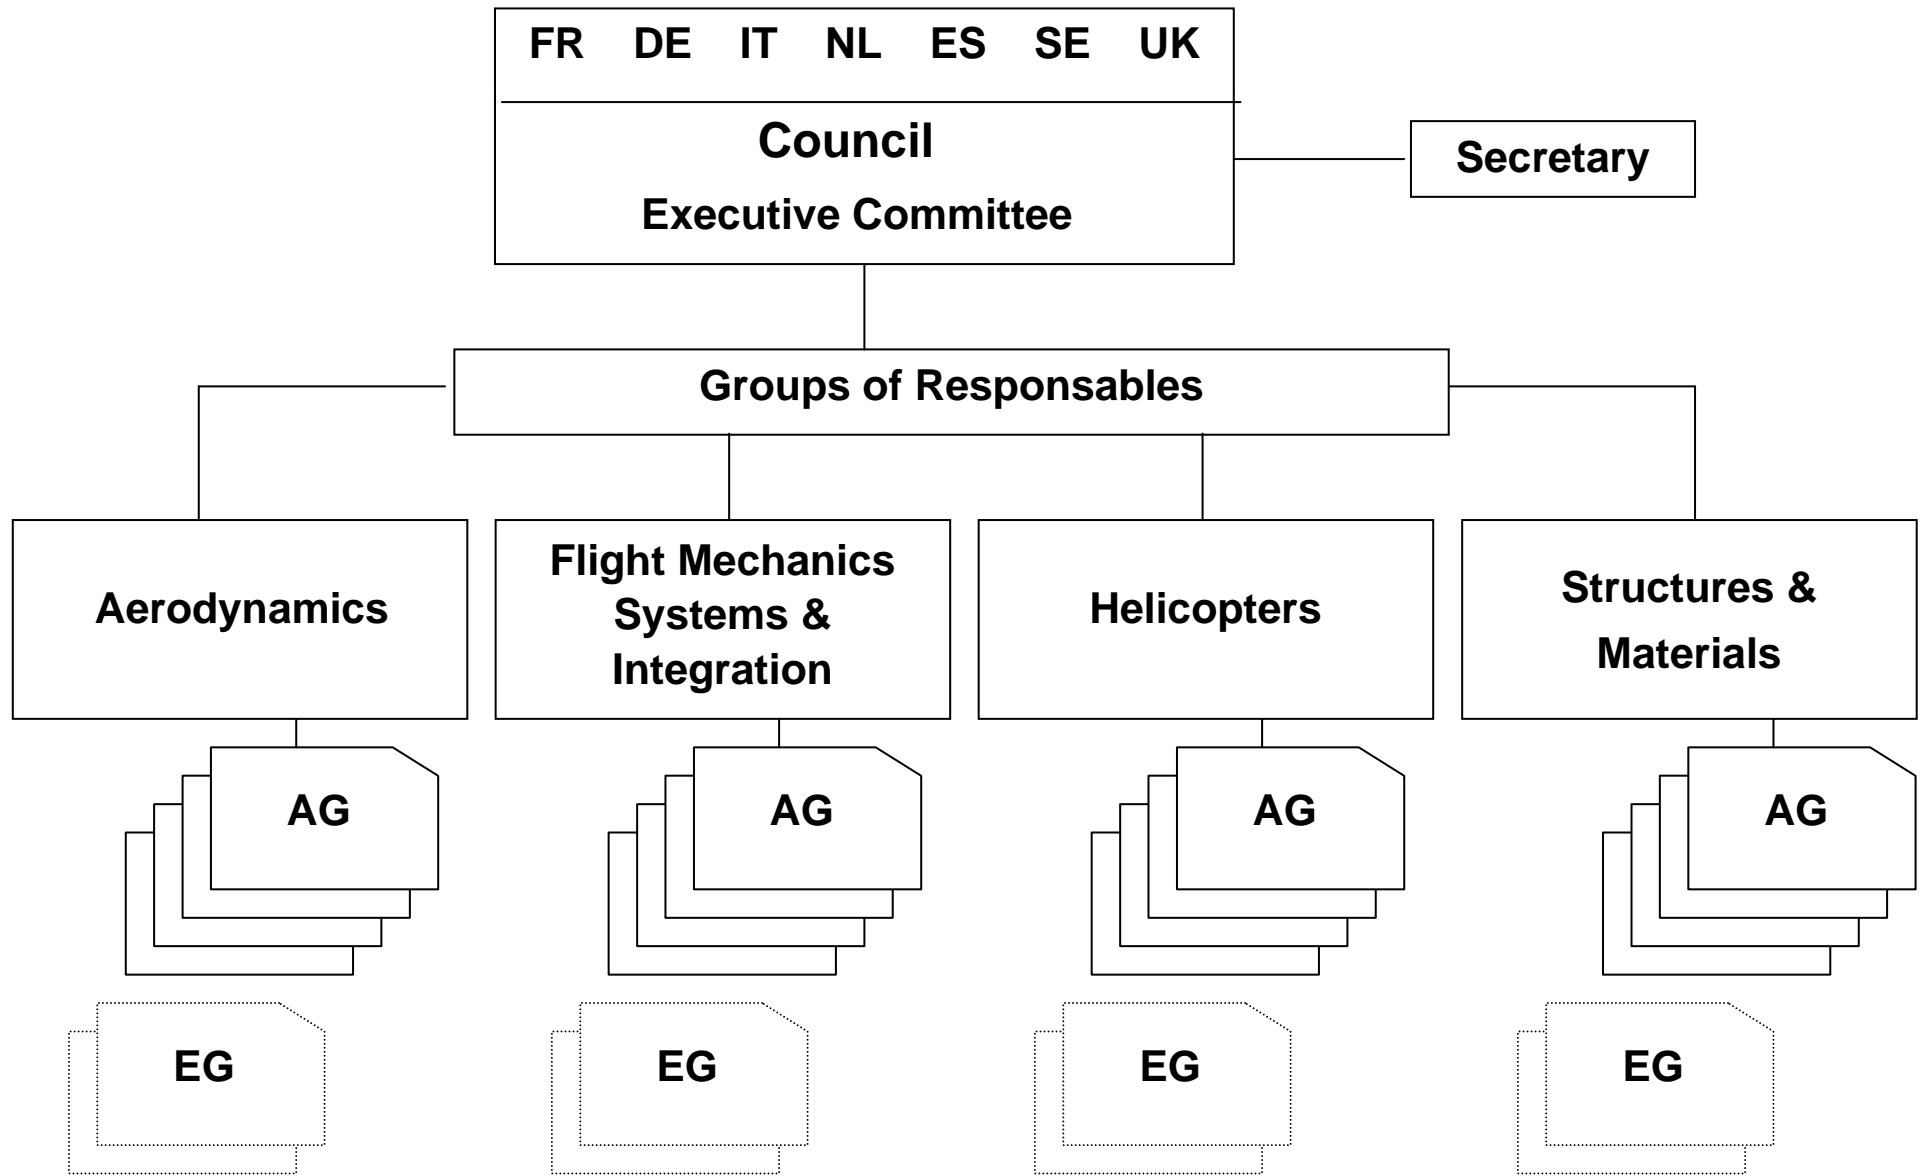 FR DE IT NL ES SE UK
Council
Executive Committee
Secretary
Groups of Responsables
Aerodynamics
Flight Mechanics
Systems &
Integration
Helicopters
Structures &
Materials
AG
AG
AG
AG
EG
EG
EG
EG